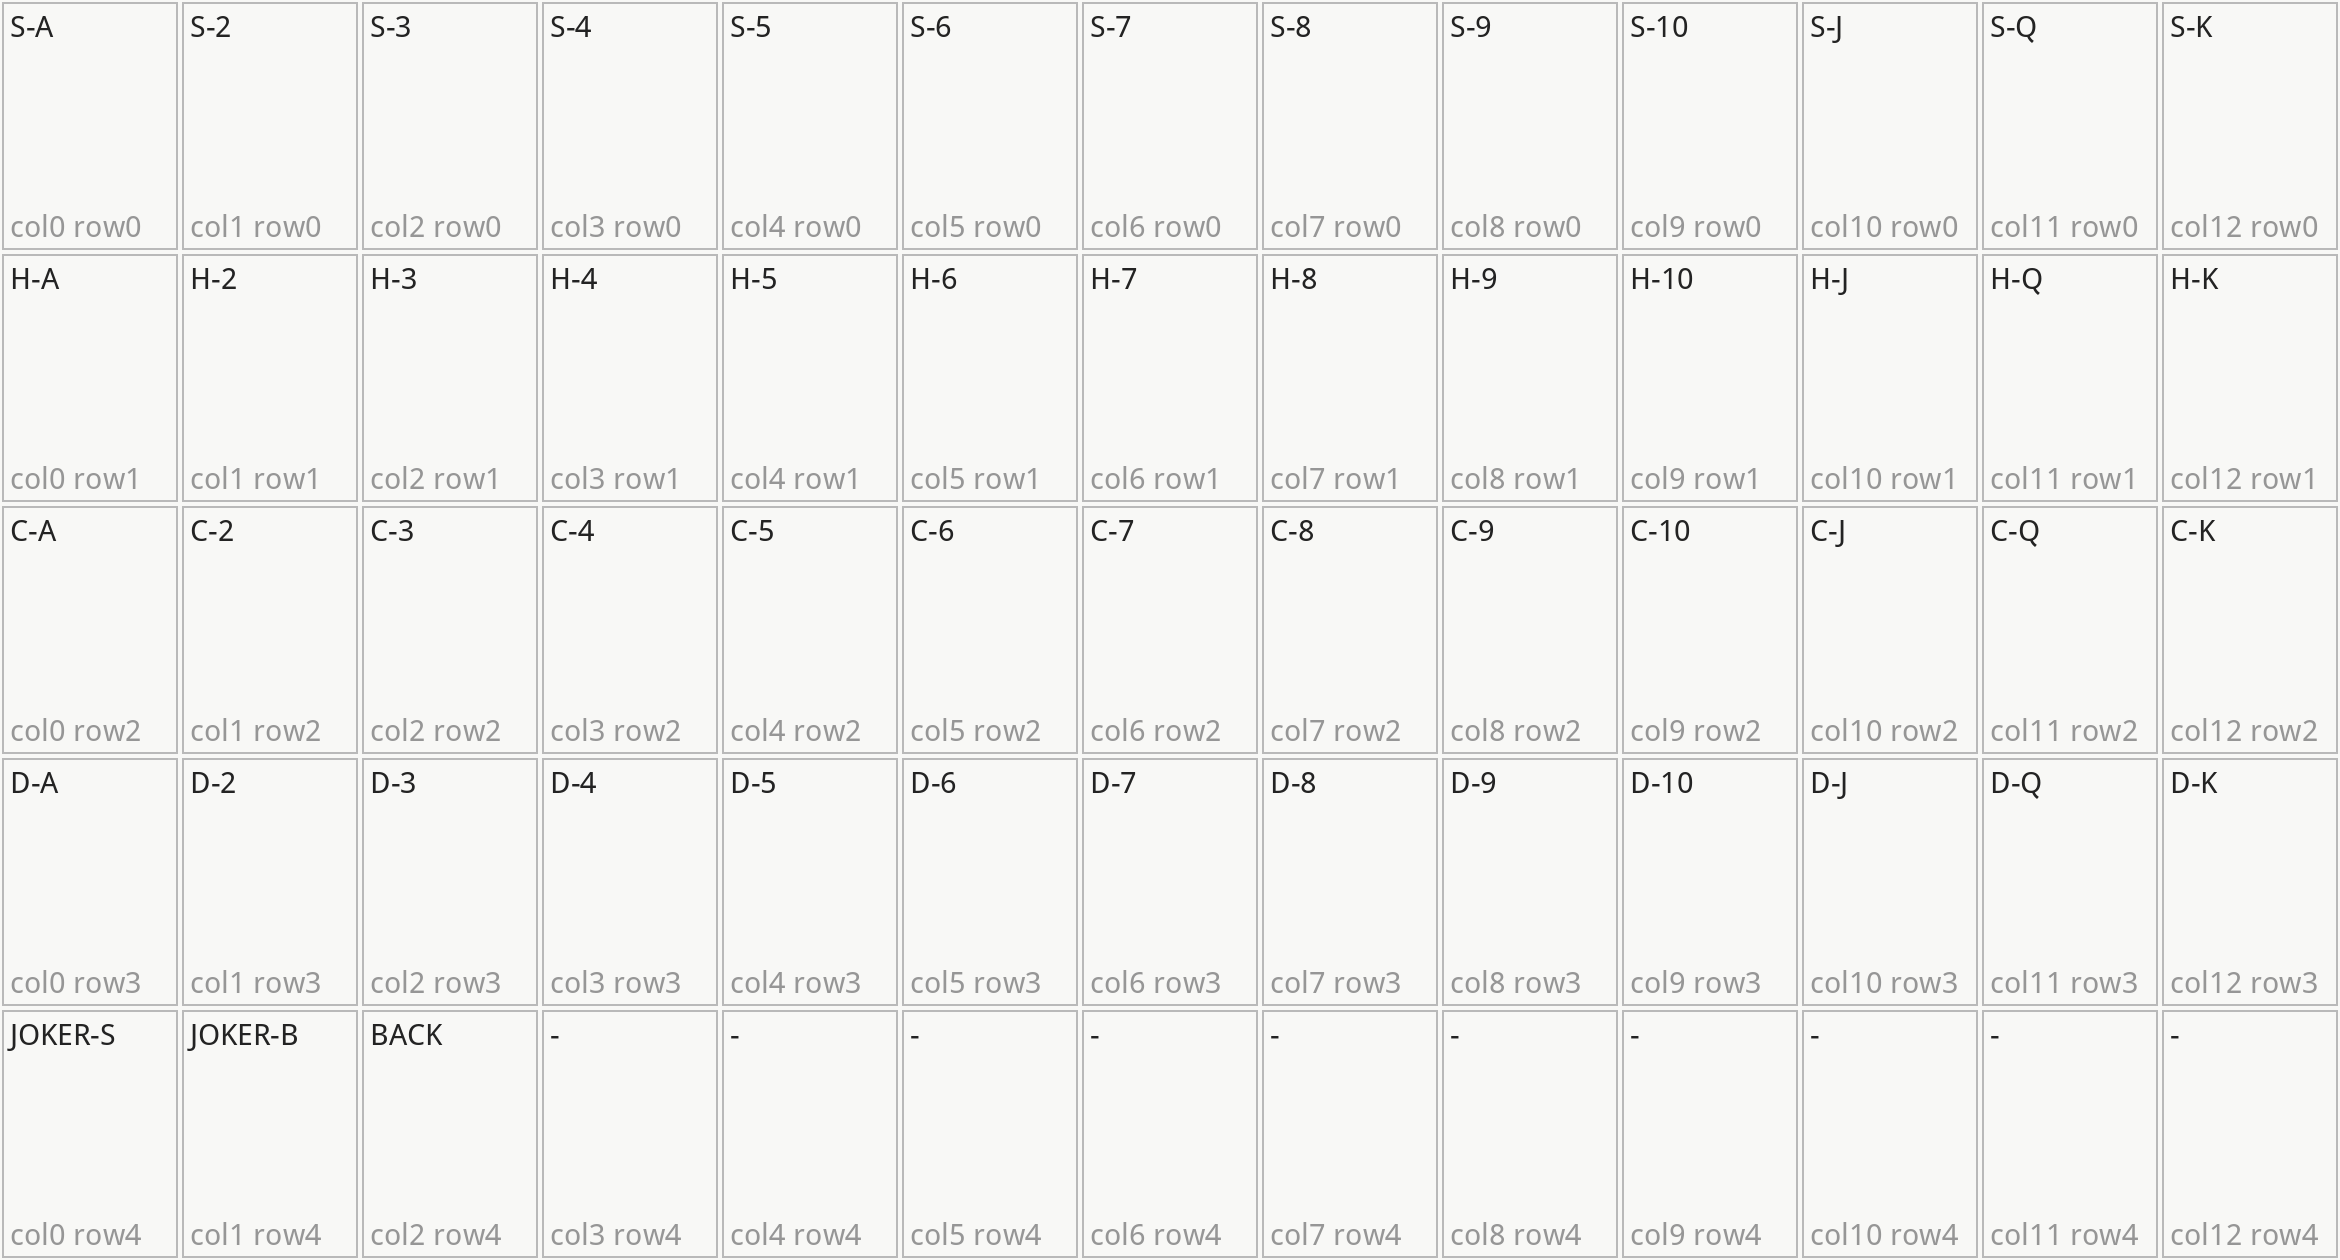 S-A S-2 S-3 S-4 S-5 S-6 S-7 S-8 S-9 S-10 S-J S-Q S-K
col0 row0 col1 row0 col2 row0 col3 row0 col4 row0 col5 row0 col6 row0 col7 row0 col8 row0 col9 row0 col10 row0 col11 row0 col12 row0
H-A H-2 H-3 H-4 H-5 H-6 H-7 H-8 H-9 H-10 H-J H-Q H-K
col0 row1 col1 row1 col2 row1 col3 row1 col4 row1 col5 row1 col6 row1 col7 row1 col8 row1 col9 row1 col10 row1 col11 row1 col12 row1
C-A C-2 C-3 C-4 C-5 C-6 C-7 C-8 C-9 C-10 C-J C-Q C-K
col0 row2 col1 row2 col2 row2 col3 row2 col4 row2 col5 row2 col6 row2 col7 row2 col8 row2 col9 row2 col10 row2 col11 row2 col12 row2
D-A D-2 D-3 D-4 D-5 D-6 D-7 D-8 D-9 D-10 D-J D-Q D-K
col0 row3 col1 row3 col2 row3 col3 row3 col4 row3 col5 row3 col6 row3 col7 row3 col8 row3 col9 row3 col10 row3 col11 row3 col12 row3
JOKER-S JOKER-B BACK - - - - - - - - - -
col0 row4 col1 row4 col2 row4 col3 row4 col4 row4 col5 row4 col6 row4 col7 row4 col8 row4 col9 row4 col10 row4 col11 row4 col12 row4